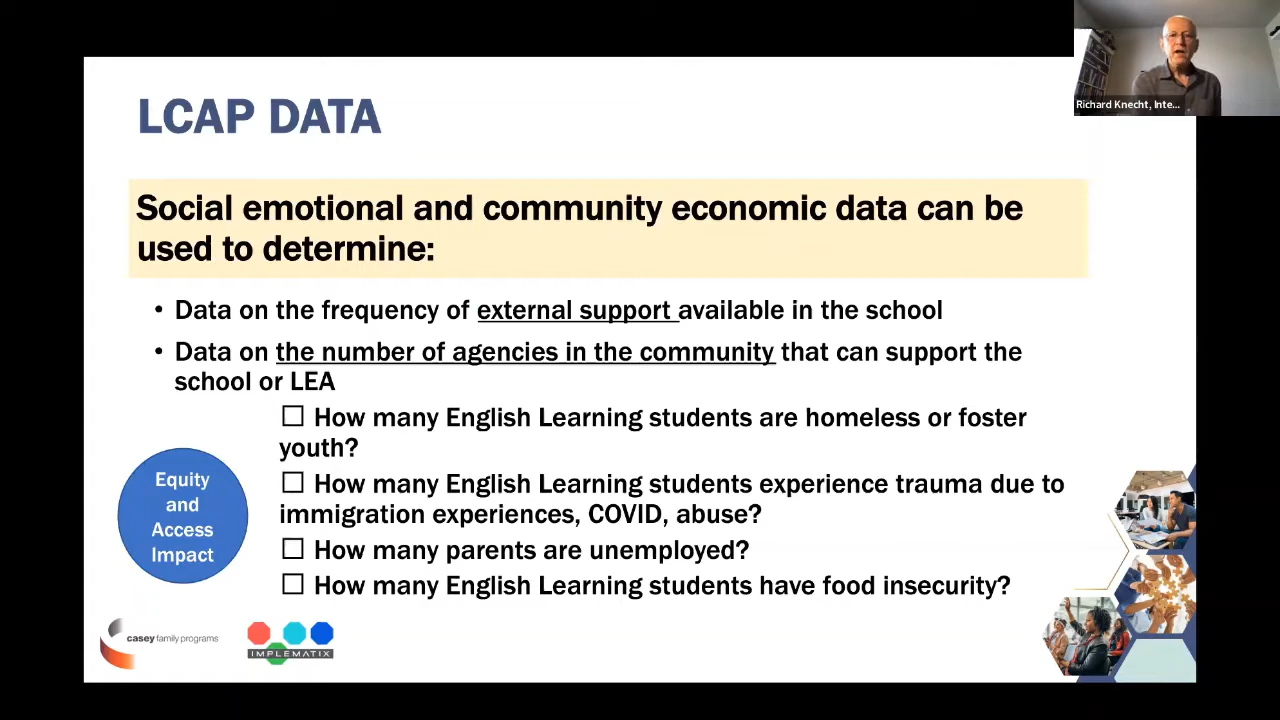 Richard Knecht, Inte...
LCAP DATA
Social emotional and community economic data can be
used to determine:
• Data on the frequency of external support available in the school
• Data on the number of agencies in the community that can support the
school or LEA
☐ How many English Learning students are homeless or foster
youth?
☐ How many English Learning students experience trauma due to
immigration experiences, COVID, abuse?
☐ How many parents are unemployed?
☐ How many English Learning students have food insecurity?
Equity
and
Access
Impact
casey family programs
IMPLEMATIX